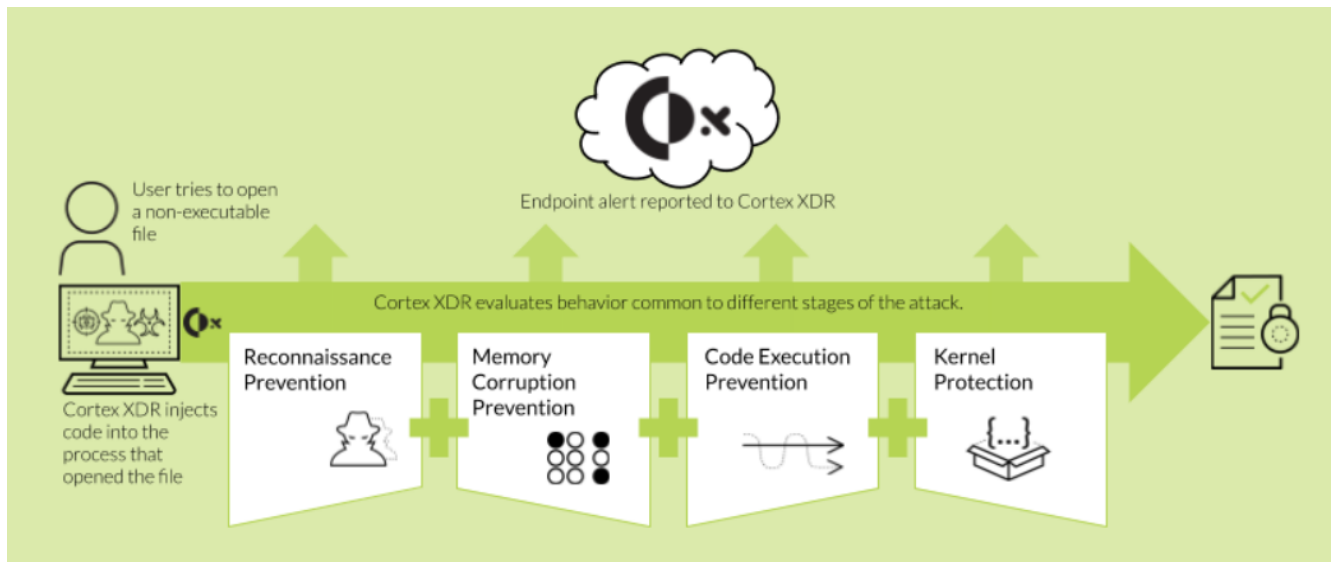 User tries to open
a non-executable
file
Endpoint alert reported to Cortex XDR
Cortex XDR evaluates behavior common to different stages of the attack.
Cortex XDR injects
code into the
process that
opened the file
Reconnaissance
Prevention
Memory
Corruption
Prevention
Code Execution
Prevention
Kernel
Protection
{...}